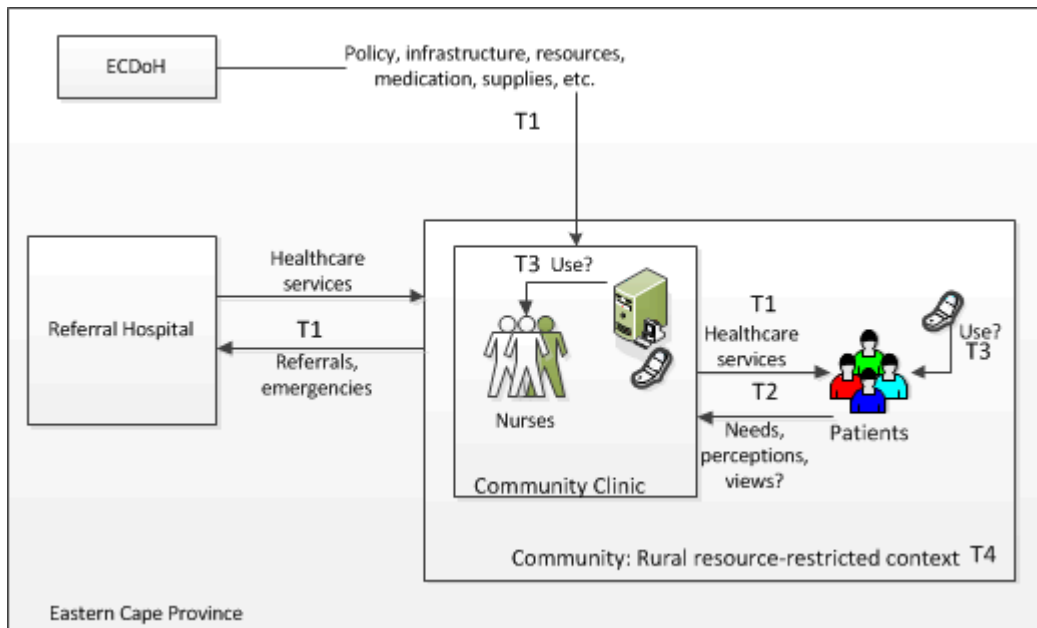 ECDoH
Policy, infrastructure, resources,
medication, supplies, etc.
T1
Referral Hospital
Healthcare
services
T1
Referrals,
emergencies
T3 Use?
Nurses
Community Clinic
T1
Healthcare
services
T2
Needs,
perceptions,
views?
Use?
T3
Patients
Community: Rural resource-restricted context T4
Eastern Cape Province